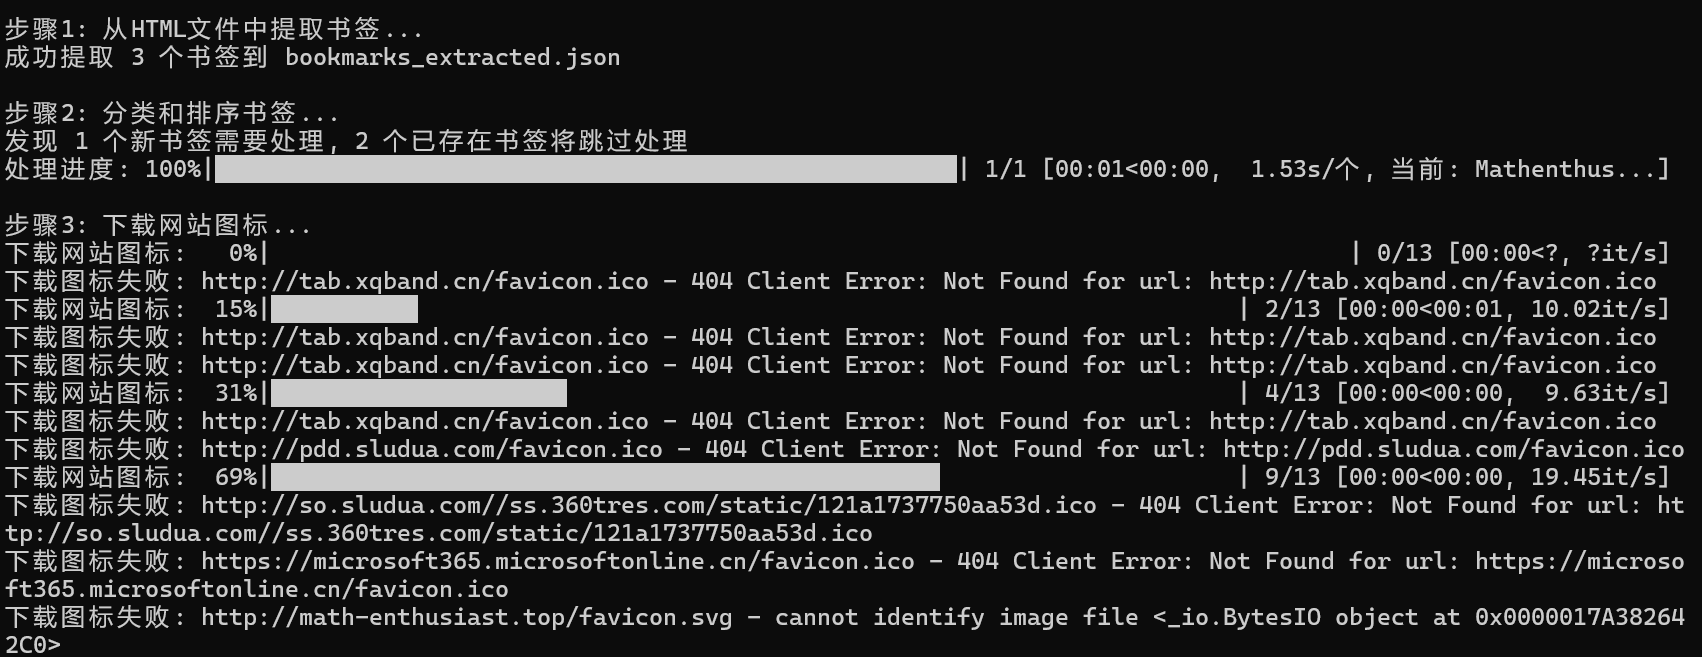 步骤1: 从HTML文件中提取书签...
成功提取 3 个书签到 bookmarks_extracted.json
步骤2: 分类和排序书签...
发现 1 个新书签需要处理, 2 个已存在书签将跳过处理
处理进度: 100%| | 1/1 [00:01<00:00,  1.53s/个, 当前: Mathenthus...]
步骤3: 下载网站图标...
下载网站图标:   0%| | 0/13 [00:00<?, ?it/s]
下载图标失败: http://tab.xqband.cn/favicon.ico - 404 Client Error: Not Found for url: http://tab.xqband.cn/favicon.ico
下载网站图标:  15%| | 2/13 [00:00<00:01, 10.02it/s]
下载图标失败: http://tab.xqband.cn/favicon.ico - 404 Client Error: Not Found for url: http://tab.xqband.cn/favicon.ico
下载图标失败: http://tab.xqband.cn/favicon.ico - 404 Client Error: Not Found for url: http://tab.xqband.cn/favicon.ico
下载网站图标:  31%| | 4/13 [00:00<00:00,  9.63it/s]
下载图标失败: http://tab.xqband.cn/favicon.ico - 404 Client Error: Not Found for url: http://tab.xqband.cn/favicon.ico
下载图标失败: http://pdd.sludua.com/favicon.ico - 404 Client Error: Not Found for url: http://pdd.sludua.com/favicon.ico
下载网站图标:  69%| | 9/13 [00:00<00:00, 19.45it/s]
下载图标失败: http://so.sludua.com//ss.360tres.com/static/121a1737750aa53d.ico - 404 Client Error: Not Found for url: ht
tp://so.sludua.com//ss.360tres.com/static/121a1737750aa53d.ico
下载图标失败: https://microsoft365.microsoftonline.cn/favicon.ico - 404 Client Error: Not Found for url: https://microso
ft365.microsoftonline.cn/favicon.ico
下载图标失败: http://math-enthusiast.top/favicon.svg - cannot identify image file <_io.BytesIO object at 0x0000017A38264
2C0>